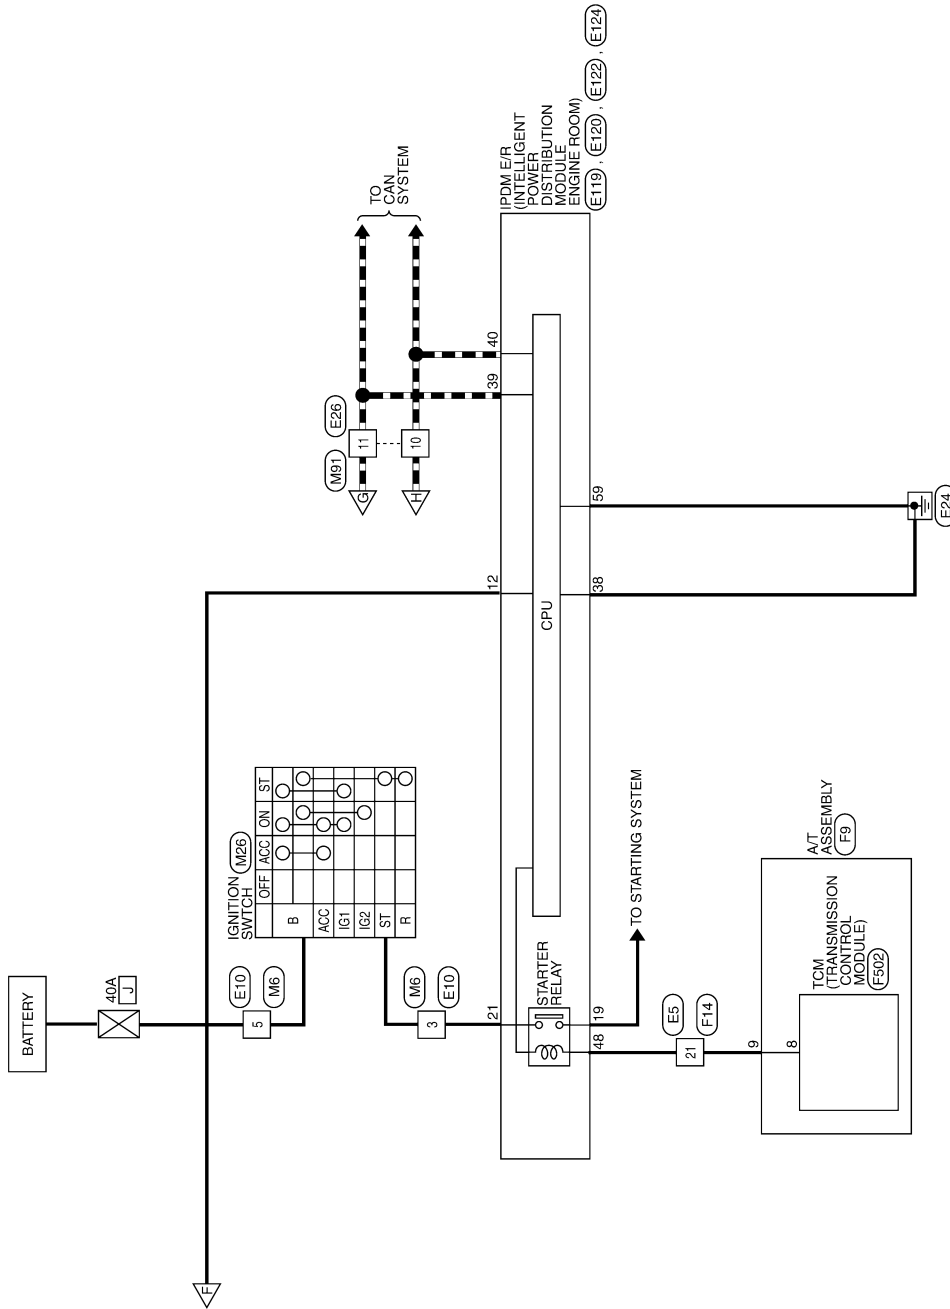 BATTERY
40A
J
E10
M6
5
IGNITION
SWTCH
M26
OFF
ACC
ON
ST
B
ACC
IG1
IG2
ST
R
M6
E10
3
F
M91
E26
G
11
H
10
TO
CAN
SYSTEM
21
12
39
40
IPDM E/R
(INTELLIGENT
POWER
DISTRIBUTION
MODULE
ENGINE ROOM)
E119 , E120 , E122 , E124
STARTER
RELAY
CPU
48
19
38
59
TO STARTING SYSTEM
E5
F14
21
9
8
A/T
ASSEMBLY
F9
TCM
(TRANSMISSION
CONTROL
MODULE)
F502
E24